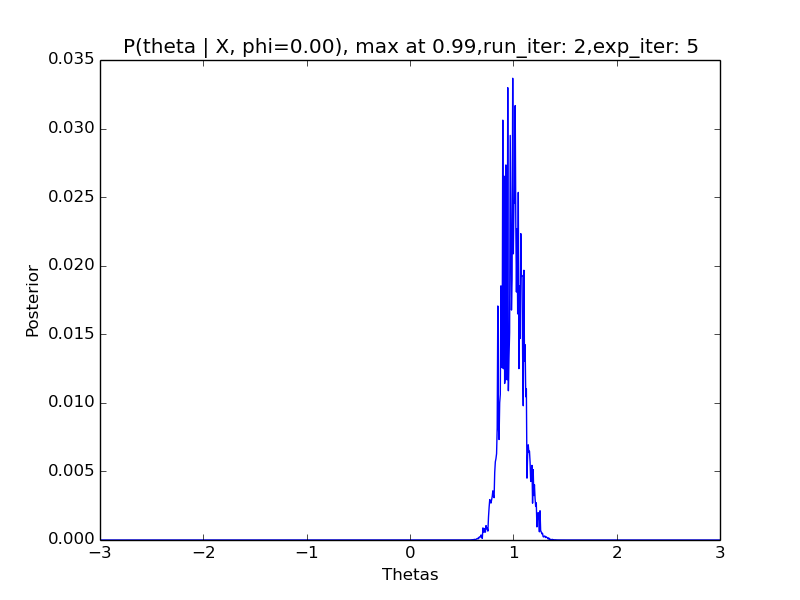 P(theta | X, phi=0.00), max at 0.99,run_iter: 2,exp_iter: 5
0.035
0.030
0.025
0.020
0.015
0.010
0.005
0.000
Posterior
−3 −2 −1 0 1 2 3
Thetas